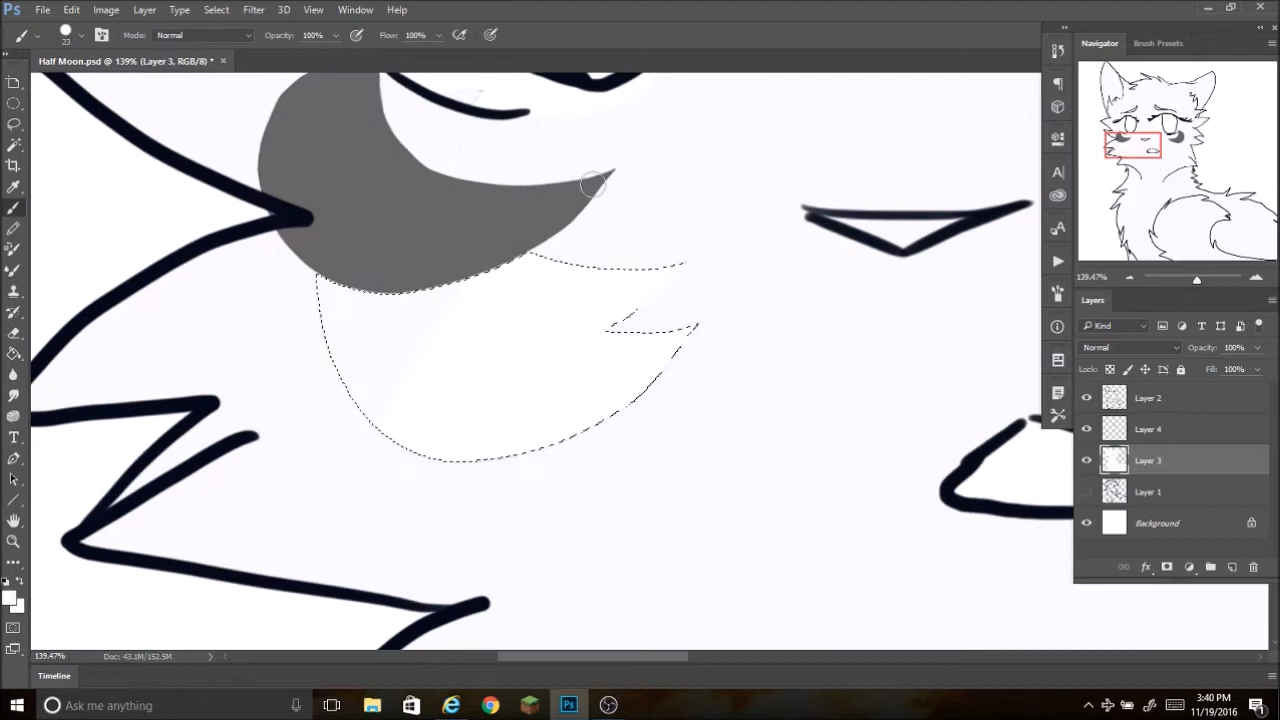 Ps File Edit Image Layer Type Select Filter 3D View Window Help
23 Mode: Normal Opacity: 100% Flow: 100%
Half Moon.psd @ 139% (Layer 3, RGB/8) * ×
Navigator Brush Presets
139.47%
Layers
Kind
Normal Opacity: 100%
Lock: Fill: 100%
Layer 2
Layer 4
Layer 3
Layer 1
Background
139.47% Doc: 43.1M/152.5M
Timeline
Ask me anything
3:40 PM
11/19/2016